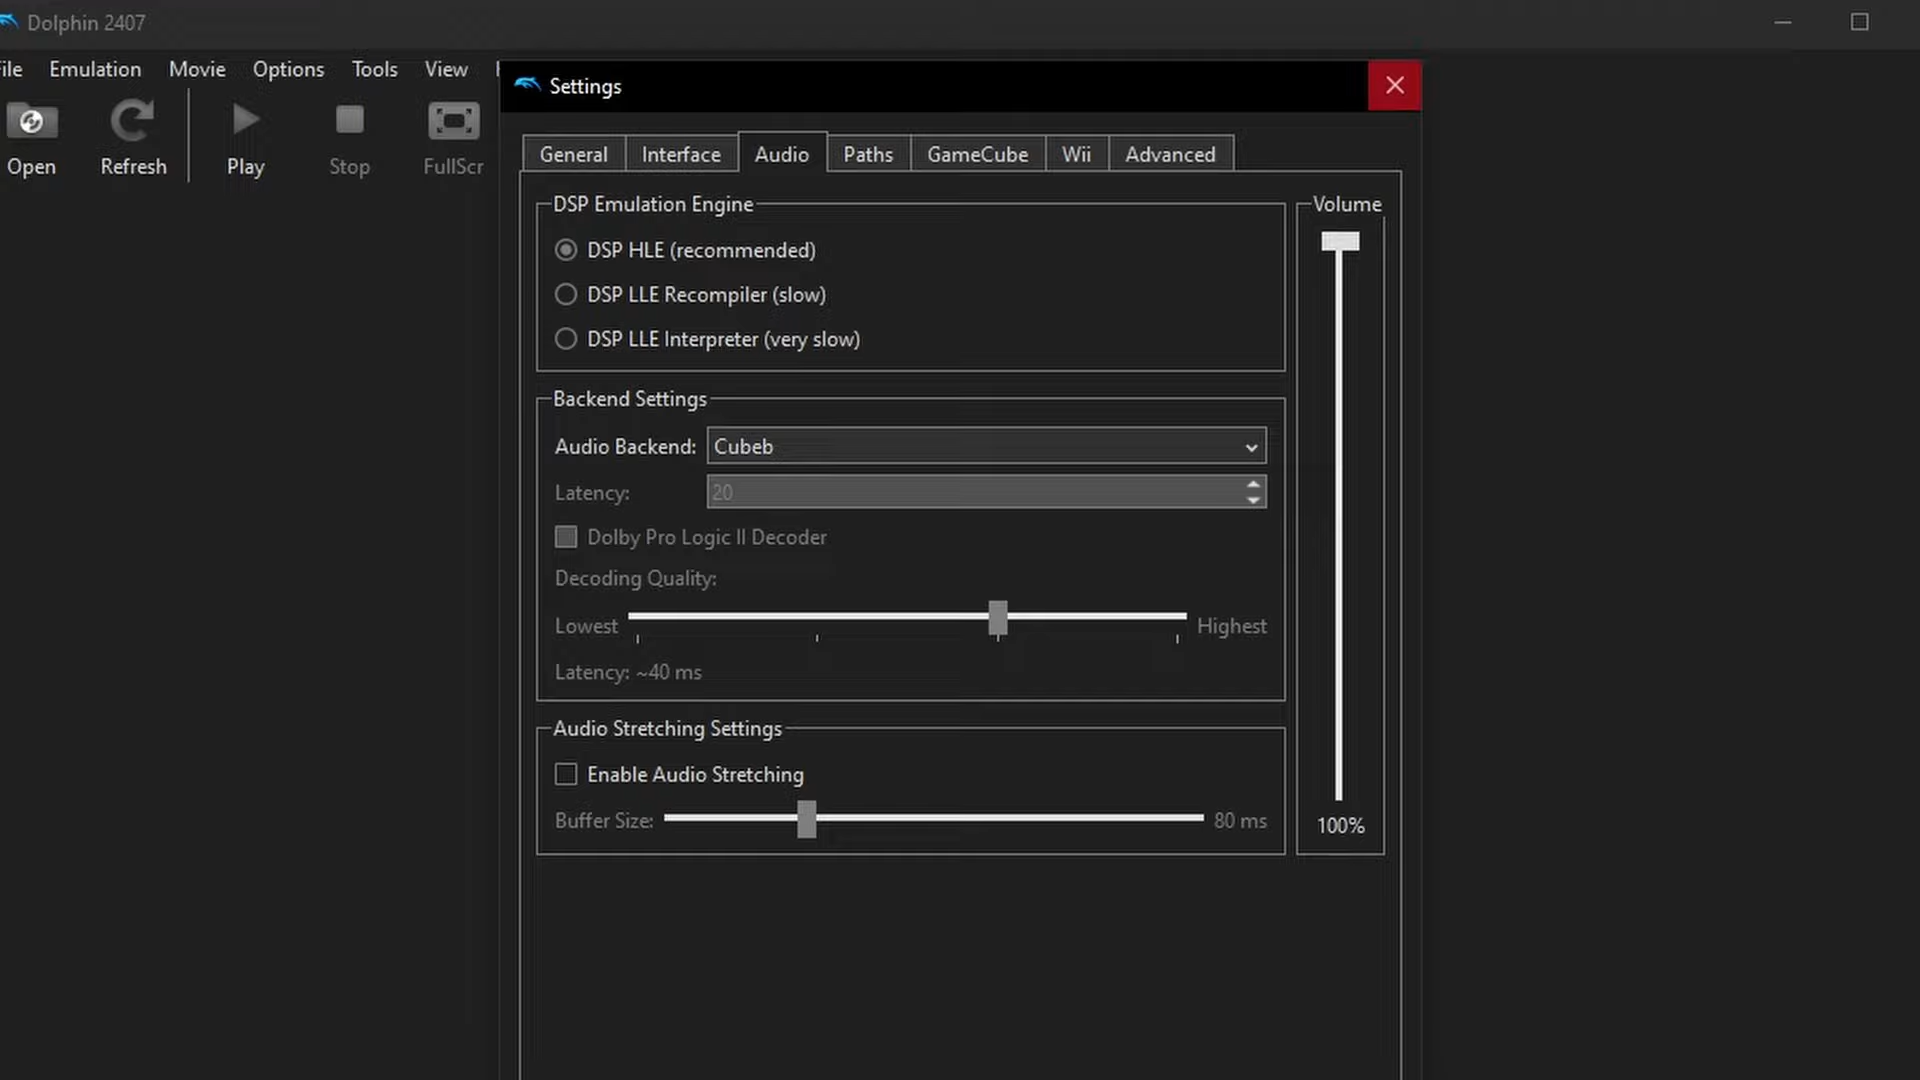 Dolphin 2407
ile Emulation Movie Options Tools View
Open Refresh Play Stop FullScr
Settings
General Interface Audio Paths GameCube Wii Advanced
DSP Emulation Engine
DSP HLE (recommended)
DSP LLE Recompiler (slow)
DSP LLE Interpreter (very slow)
Backend Settings
Audio Backend: Cubeb
Latency: 20
Dolby Pro Logic II Decoder
Decoding Quality:
Lowest Highest
Latency: ~40 ms
Audio Stretching Settings
Enable Audio Stretching
Buffer Size: 80 ms
Volume
100%